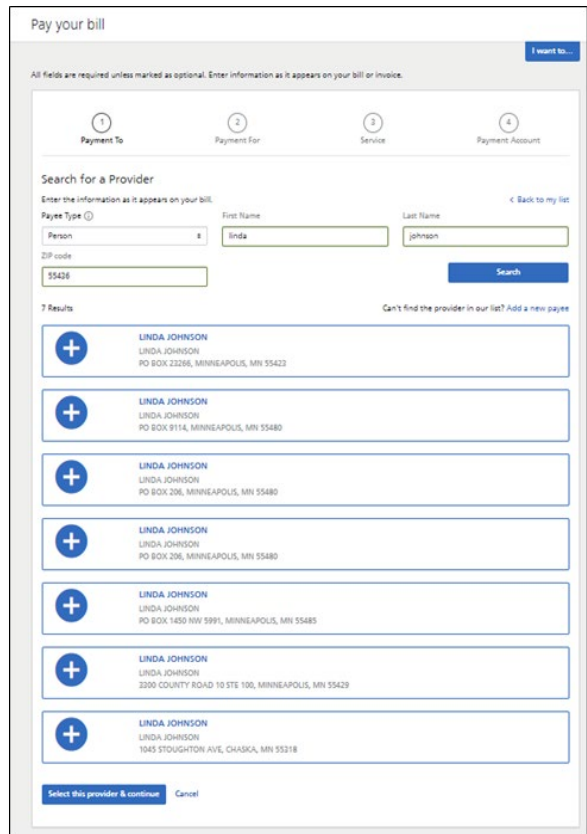 Pay your bill
I want to...
All fields are required unless marked as optional. Enter information as it appears on your bill or invoice.
1 2 3 4
Payment To Payment For Service Payment Account
Search for a Provider
Enter the information as it appears on your bill. < Back to my list
Payee Type First Name Last Name
Person linda johnson
ZIP code
55436 Search
7 Results Can't find the provider in our list? Add a new payee
LINDA JOHNSON
LINDA JOHNSON
PO BOX 23266, MINNEAPOLIS, MN 55423
LINDA JOHNSON
LINDA JOHNSON
PO BOX 9114, MINNEAPOLIS, MN 55480
LINDA JOHNSON
LINDA JOHNSON
PO BOX 206, MINNEAPOLIS, MN 55480
LINDA JOHNSON
LINDA JOHNSON
PO BOX 206, MINNEAPOLIS, MN 55480
LINDA JOHNSON
LINDA JOHNSON
PO BOX 1450 NW 5991, MINNEAPOLIS, MN 55485
LINDA JOHNSON
LINDA JOHNSON
2200 COUNTY ROAD 10 STE 100, MINNEAPOLIS, MN 55429
LINDA JOHNSON
LINDA JOHNSON
1045 STOUGHTON AVE, CHASKA, MN 55318
Select this provider & continue Cancel